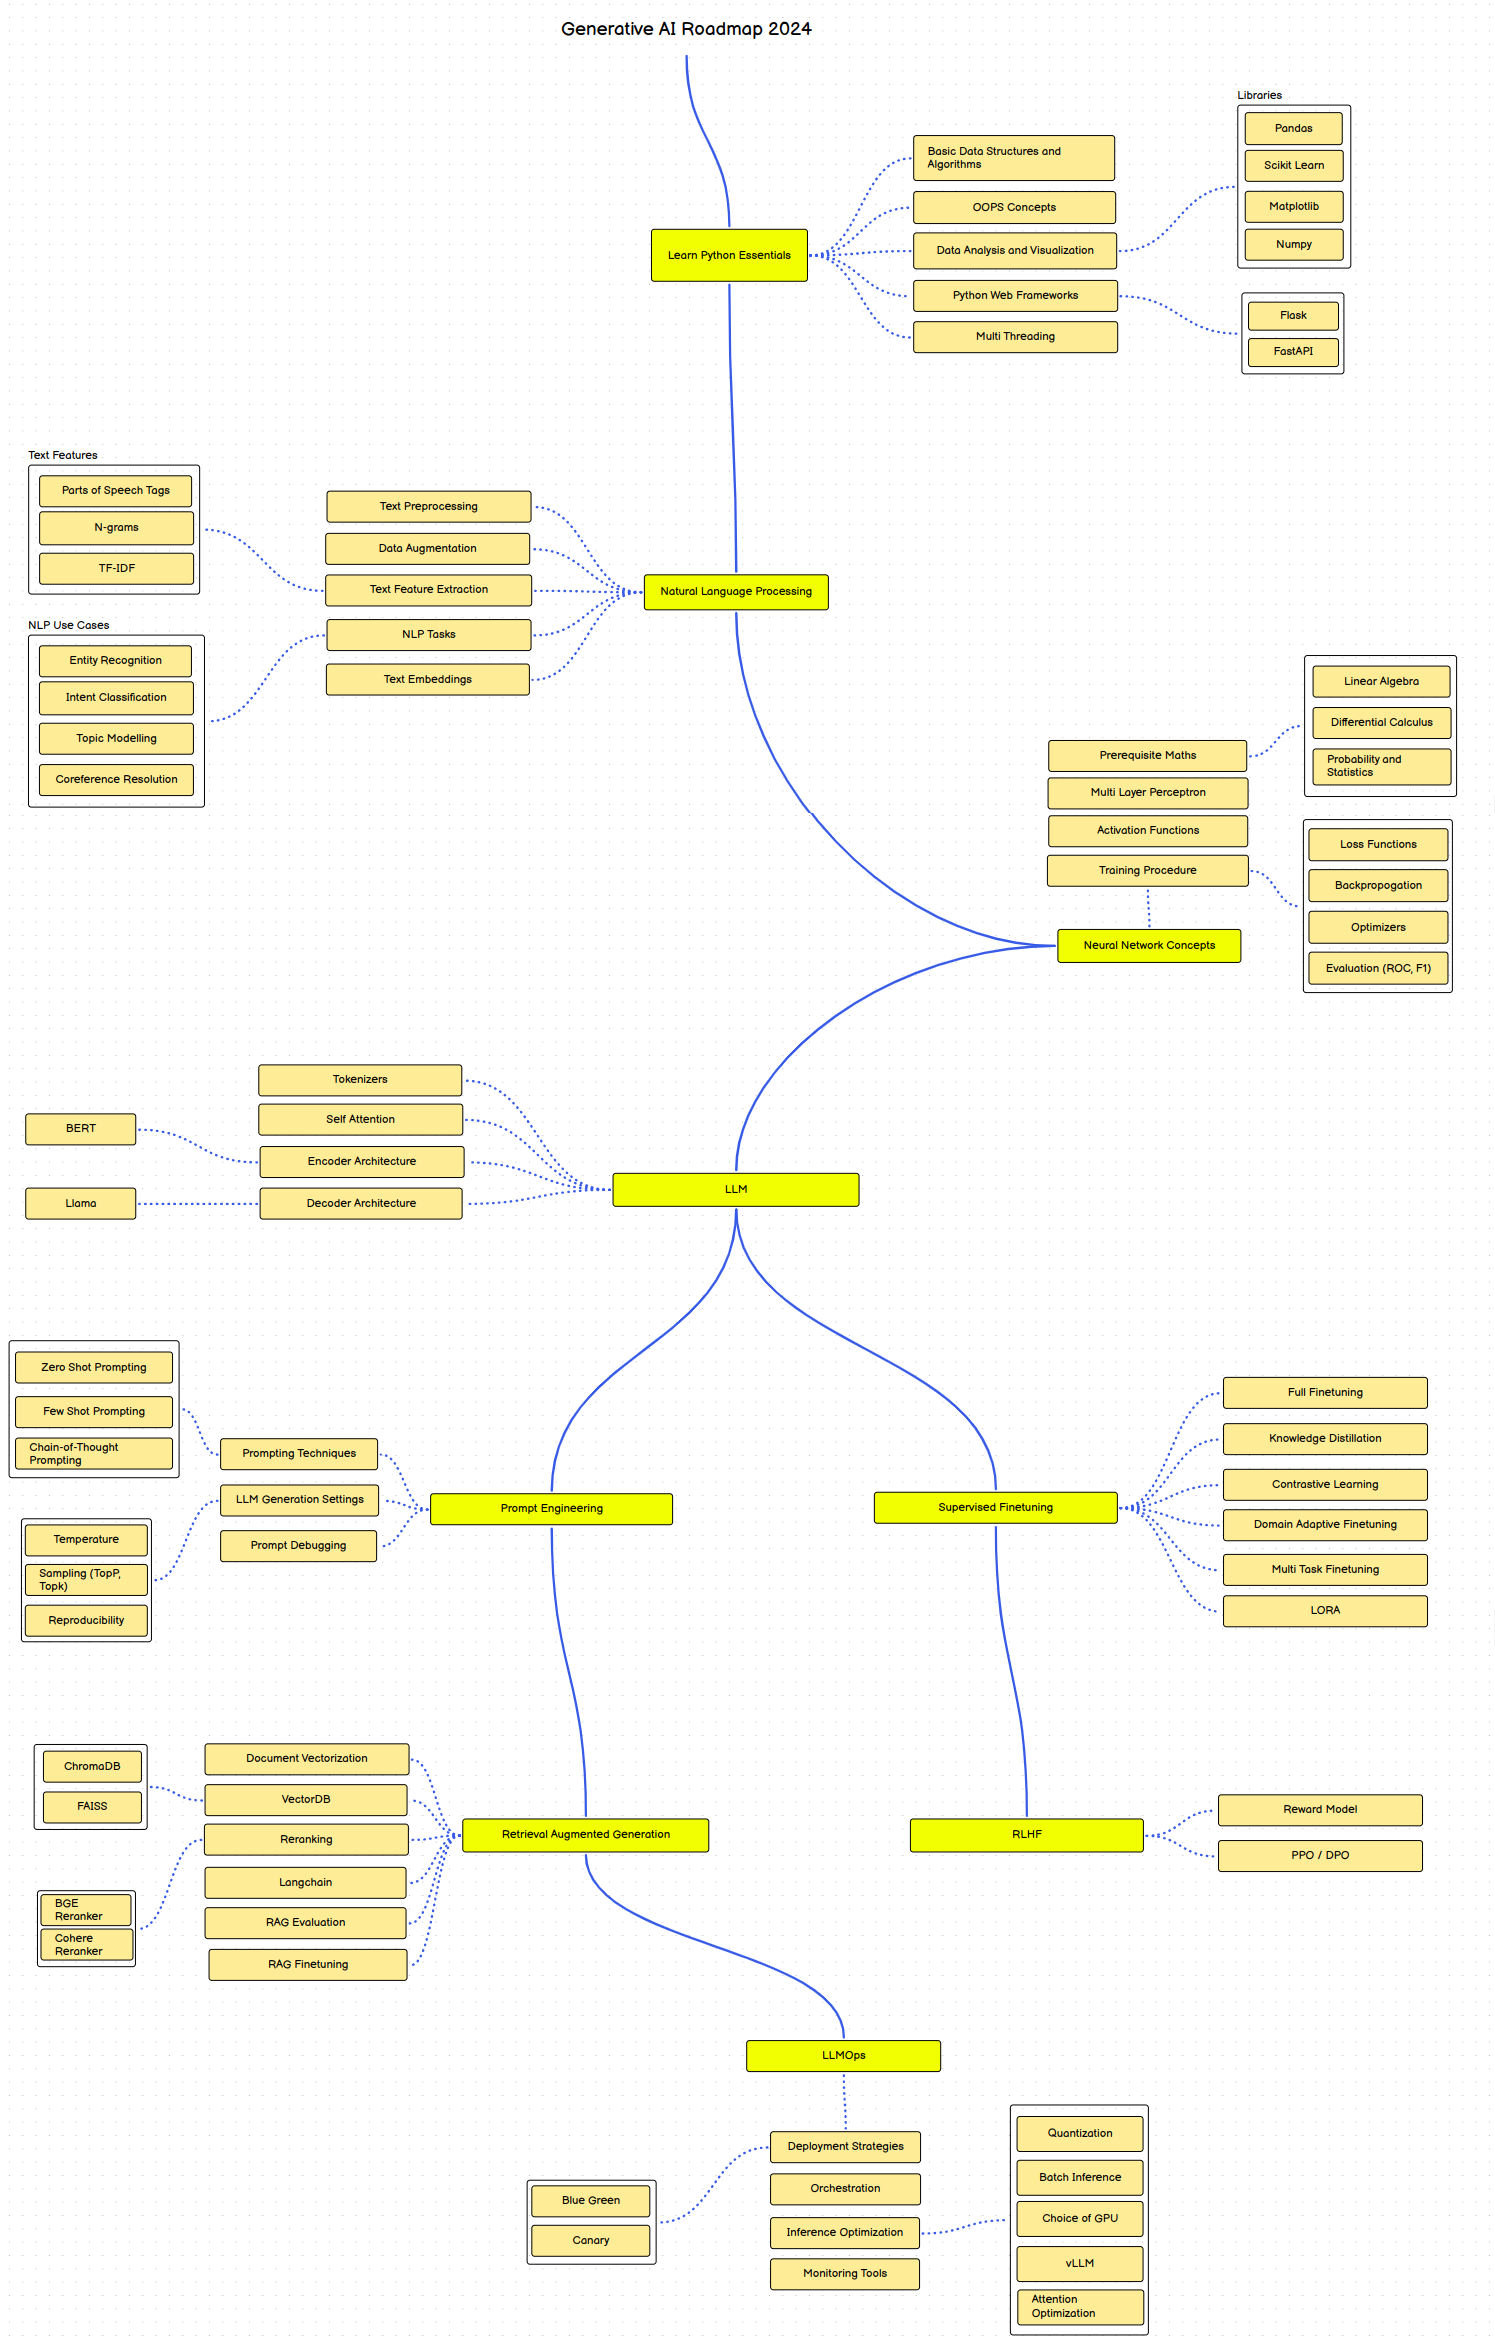 Generative AI Roadmap 2024
Libraries
Pandas
Scikit Learn
Matplotlib
Numpy
Basic Data Structures and
Algorithms
OOPS Concepts
Data Analysis and Visualization
Python Web Frameworks
Multi Threading
Learn Python Essentials
Flask
FastAPI
Text Features
Parts of Speech Tags
N-grams
TF-IDF
Text Preprocessing
Data Augmentation
Text Feature Extraction
NLP Tasks
Text Embeddings
Natural Language Processing
NLP Use Cases
Entity Recognition
Intent Classification
Topic Modelling
Coreference Resolution
Linear Algebra
Differential Calculus
Probability and
Statistics
Prerequisite Maths
Multi Layer Perceptron
Activation Functions
Training Procedure
Neural Network Concepts
Loss Functions
Backpropogation
Optimizers
Evaluation (ROC, F1)
Tokenizers
Self Attention
Encoder Architecture
Decoder Architecture
BERT
Llama
LLM
Zero Shot Prompting
Few Shot Prompting
Chain-of-Thought
Prompting
Prompting Techniques
LLM Generation Settings
Prompt Debugging
Prompt Engineering
Temperature
Sampling (TopP,
Topk)
Reproducibility
Supervised Finetuning
Full Finetuning
Knowledge Distillation
Contrastive Learning
Domain Adaptive Finetuning
Multi Task Finetuning
LORA
ChromaDB
FAISS
Document Vectorization
VectorDB
Reranking
Langchain
RAG Evaluation
RAG Finetuning
Retrieval Augmented Generation
BGE
Reranker
Cohere
Reranker
RLHF
Reward Model
PPO / DPO
LLMOps
Deployment Strategies
Orchestration
Inference Optimization
Monitoring Tools
Blue Green
Canary
Quantization
Batch Inference
Choice of GPU
vLLM
Attention
Optimization